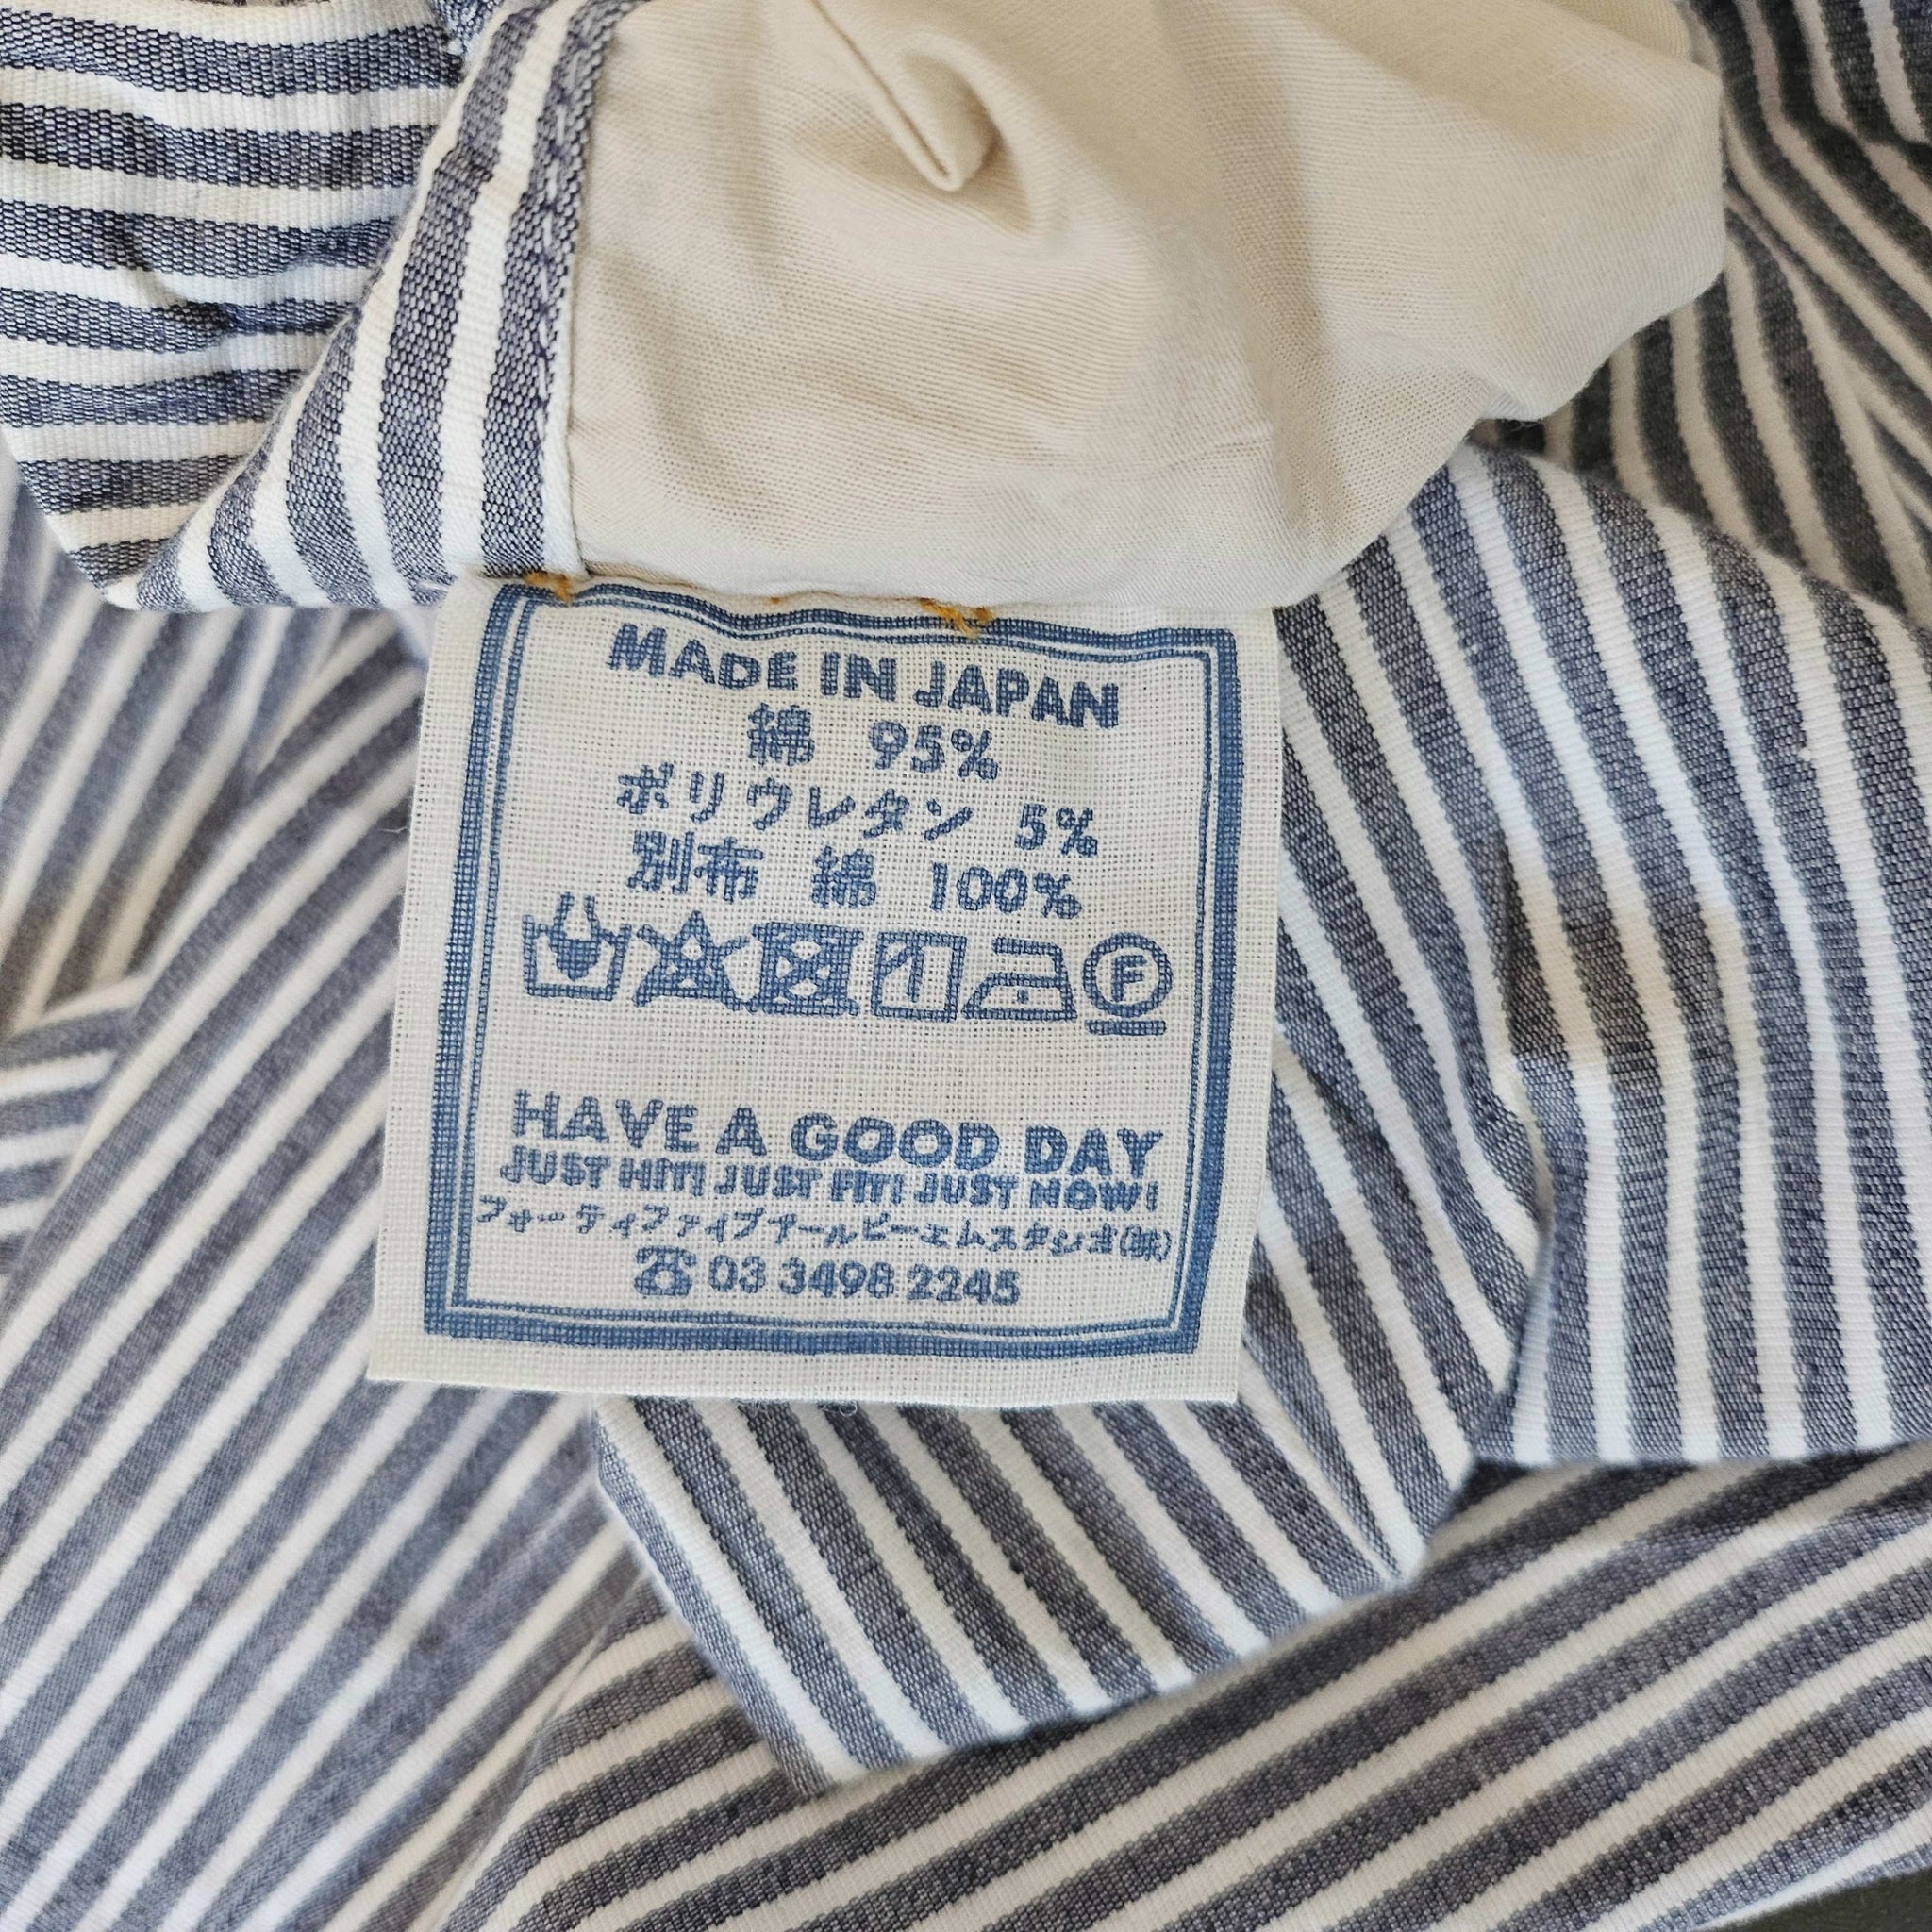 MADE IN JAPAN
綿 95%
ポリウレタン 5%
別布 綿 100%
F
HAVE A GOOD DAY
JUST HIT! JUST FIT! JUST NOW!
フォーティファイブアールピーエムスタジオ(株)
☎ 03 3498 2245